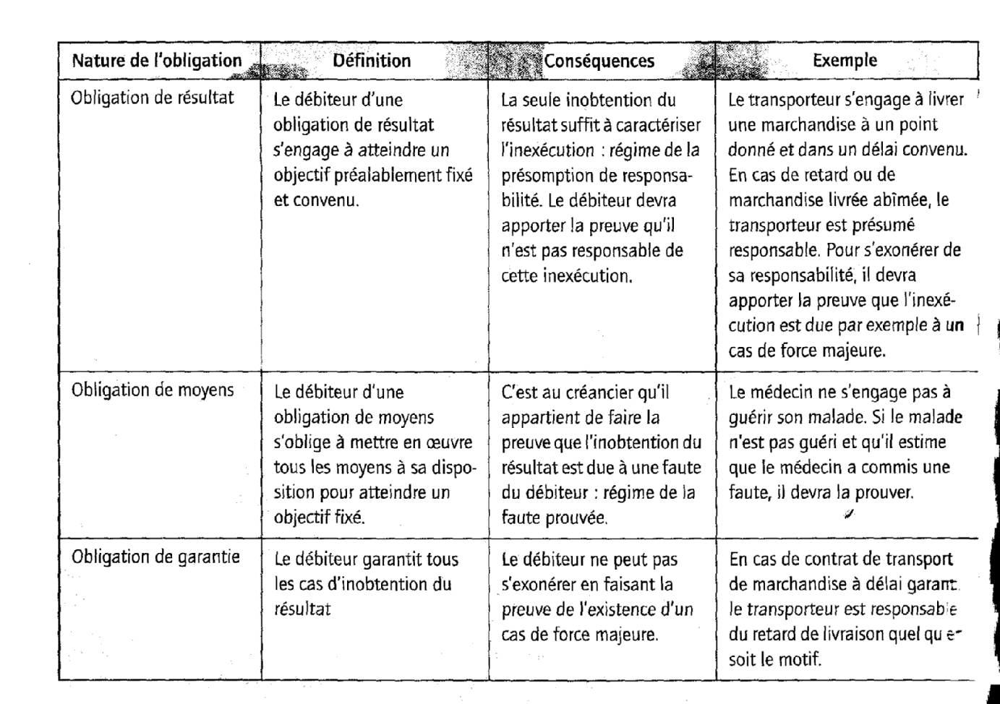 Nature de l'obligation
Définition
Conséquences
Exemple
Obligation de résultat
Le débiteur d'une
obligation de résultat
s'engage à atteindre un
objectif préalablement fixé
et convenu.
La seule inobtention du
résultat suffit à caractériser
l'inexécution : régime de la
présomption de responsa-
bilité. Le débiteur devra
apporter la preuve qu'il
n'est pas responsable de
cette inexécution.
Le transporteur s'engage à livrer
une marchandise à un point
donné et dans un délai convenu.
En cas de retard ou de
marchandise livrée abîmée, le
transporteur est présumé
responsable. Pour s'exonérer de
sa responsabilité, il devra
apporter la preuve que l'inexé-
cution est due par exemple à un
cas de force majeure.
Obligation de moyens
Le débiteur d'une
obligation de moyens
s'oblige à mettre en œuvre
tous les moyens à sa dispo-
sition pour atteindre un
objectif fixé.
C'est au créancier qu'il
appartient de faire la
preuve que l'inobtention du
résultat est due à une faute
du débiteur : régime de la
faute prouvée.
Le médecin ne s'engage pas à
guérir son malade. Si le malade
n'est pas guéri et qu'il estime
que le médecin a commis une
faute, il devra la prouver.
Obligation de garantie
Le débiteur garantit tous
les cas d'inobtention du
résultat
Le débiteur ne peut pas
s'exonérer en faisant la
preuve de l'existence d'un
cas de force majeure.
En cas de contrat de transport
de marchandise à délai
le transporteur est responsable
du retard de livraison quel
soit le motif.